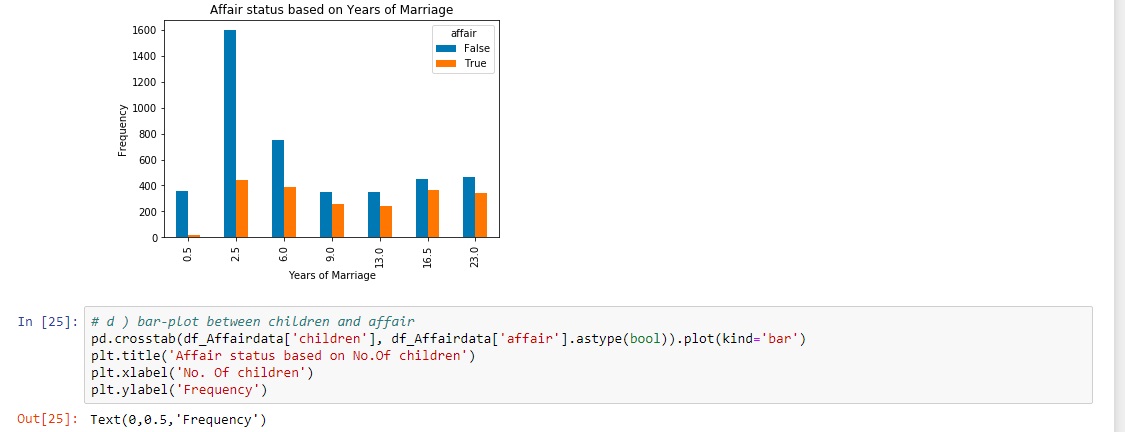 Affair status based on Years of Marriage
1600
1400
1200
1000
800
600
400
200
0
Frequency
affair
False
True
0.5
2.5
6.0
9.0
13.0
16.5
23.0
Years of Marriage
In [25]:
# d ) bar-plot between children and affair
pd.crosstab(df_Affairdata['children'], df_Affairdata['affair'].astype(bool)).plot(kind='bar')
plt.title('Affair status based on No.Of children')
plt.xlabel('No. Of children')
plt.ylabel('Frequency')
Out[25]: Text(0,0.5,'Frequency')